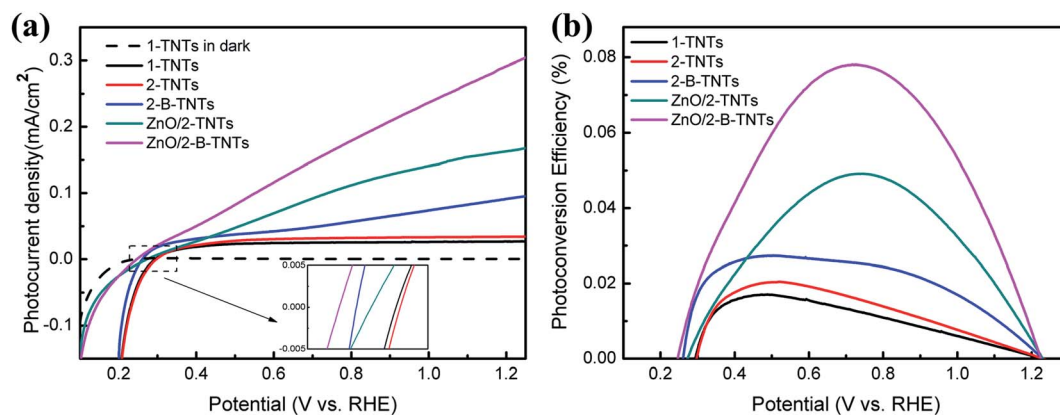 (a)
1-TNTs in dark
1-TNTs
2-TNTs
2-B-TNTs
ZnO/2-TNTs
ZnO/2-B-TNTs
Photocurrent density(mA/cm²)
0.3
0.2
0.1
0.0
-0.1
0.005
0.000
-0.005
0.2 0.4 0.6 0.8 1.0 1.2
Potential (V vs. RHE)
(b)
1-TNTs
2-TNTs
2-B-TNTs
ZnO/2-TNTs
ZnO/2-B-TNTs
Photoconversion Efficiency (%)
0.08
0.06
0.04
0.02
0.00
0.2 0.4 0.6 0.8 1.0 1.2
Potential (V vs. RHE)